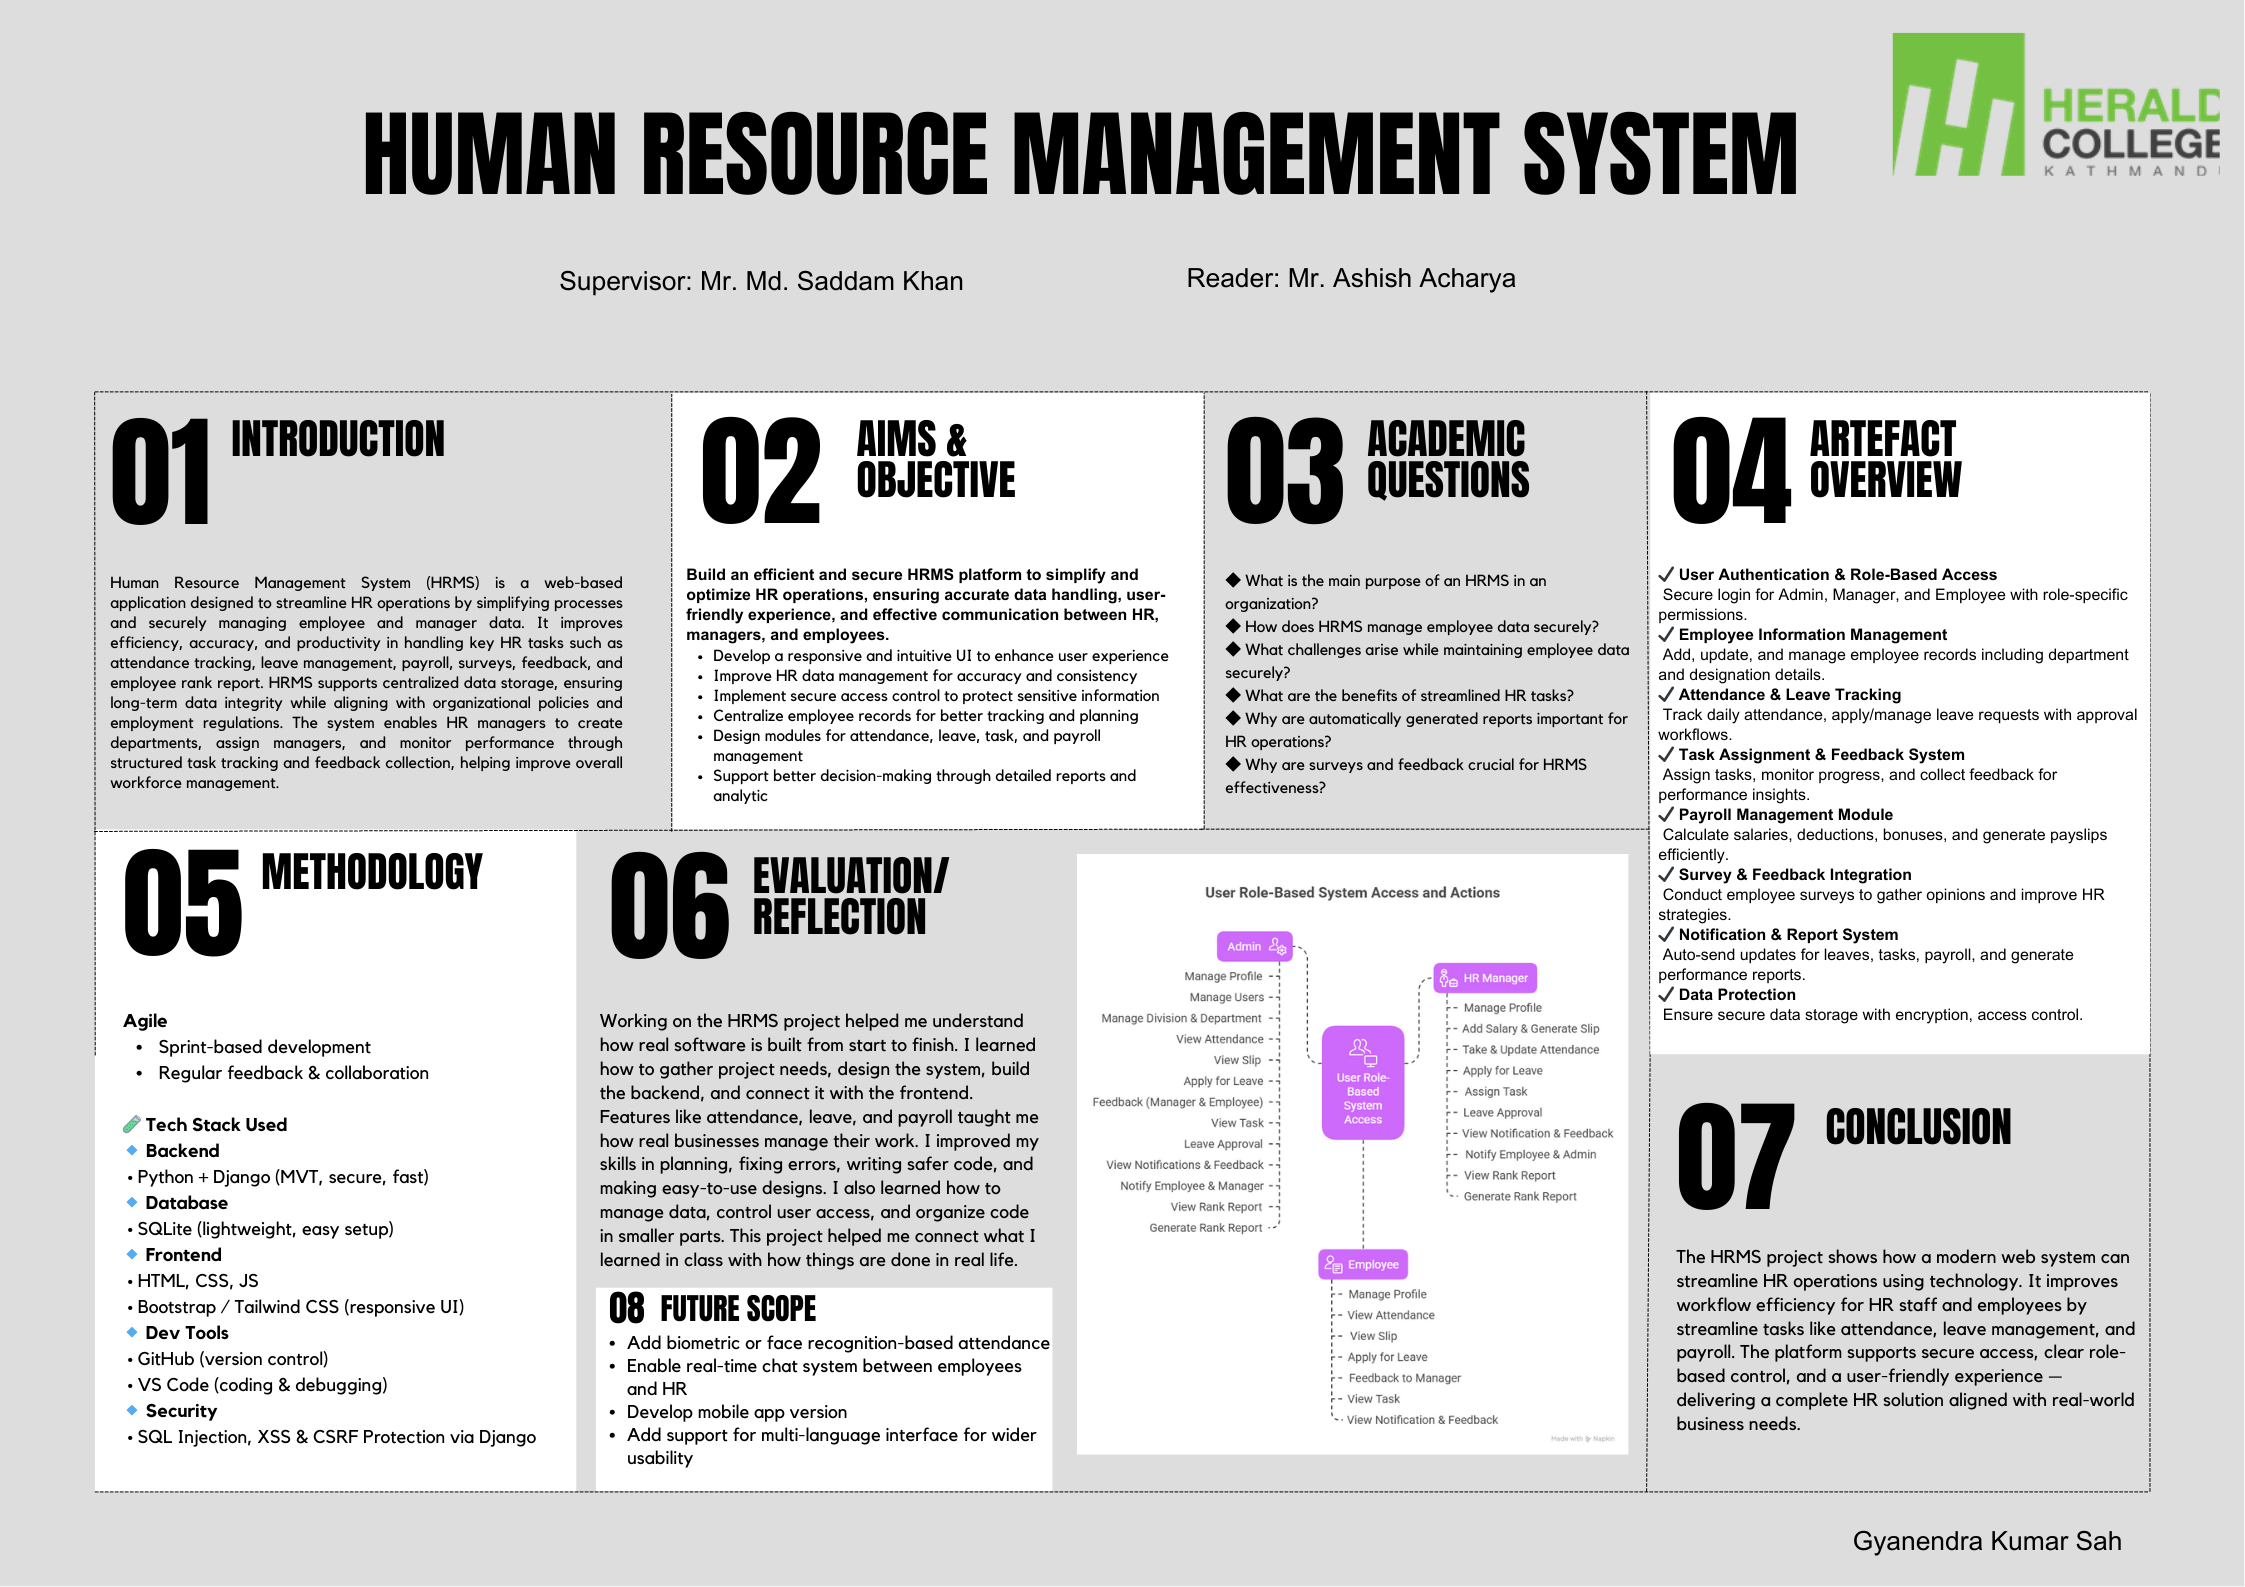 HUMAN RESOURCE MANAGEMENT SYSTEM
HERALD
COLLEGE
KATHMANDU
Supervisor: Mr. Md. Saddam Khan
Reader: Mr. Ashish Acharya
01 INTRODUCTION
Human Resource Management System (HRMS) is a web-based
application designed to streamline HR operations by simplifying processes
and securely managing employee and manager data. It improves
efficiency, accuracy, and productivity in handling key HR tasks such as
attendance tracking, leave management, payroll, surveys, feedback, and
employee rank report. HRMS supports centralized data storage, ensuring
long-term data integrity while aligning with organizational policies and
employment regulations. The system enables HR managers to create
departments, assign managers, and monitor performance through
structured task tracking and feedback collection, helping improve overall
workforce management.
02 AIMS &
OBJECTIVE
Build an efficient and secure HRMS platform to simplify and
optimize HR operations, ensuring accurate data handling, user-
friendly experience, and effective communication between HR,
managers, and employees.
• Develop a responsive and intuitive UI to enhance user experience
• Improve HR data management for accuracy and consistency
• Implement secure access control to protect sensitive information
• Centralize employee records for better tracking and planning
• Design modules for attendance, leave, task, and payroll
management
• Support better decision-making through detailed reports and
analytic
03 ACADEMIC
QUESTIONS
◆ What is the main purpose of an HRMS in an
organization?
◆ How does HRMS manage employee data securely?
◆ What challenges arise while maintaining employee data
securely?
◆ What are the benefits of streamlined HR tasks?
◆ Why are automatically generated reports important for
HR operations?
◆ Why are surveys and feedback crucial for HRMS
effectiveness?
04 ARTEFACT
OVERVIEW
✓ User Authentication & Role-Based Access
Secure login for Admin, Manager, and Employee with role-specific
permissions.
✓ Employee Information Management
Add, update, and manage employee records including department
and designation details.
✓ Attendance & Leave Tracking
Track daily attendance, apply/manage leave requests with approval
workflows.
✓ Task Assignment & Feedback System
Assign tasks, monitor progress, and collect feedback for
performance insights.
✓ Payroll Management Module
Calculate salaries, deductions, bonuses, and generate payslips
efficiently.
✓ Survey & Feedback Integration
Conduct employee surveys to gather opinions and improve HR
strategies.
✓ Notification & Report System
Auto-send updates for leaves, tasks, payroll, and generate
performance reports.
✓ Data Protection
Ensure secure data storage with encryption, access control.
05 METHODOLOGY
Agile
• Sprint-based development
• Regular feedback & collaboration
Tech Stack Used
Backend
• Python + Django (MVT, secure, fast)
Database
• SQLite (lightweight, easy setup)
Frontend
• HTML, CSS, JS
• Bootstrap / Tailwind CSS (responsive UI)
Dev Tools
• GitHub (version control)
• VS Code (coding & debugging)
Security
• SQL Injection, XSS & CSRF Protection via Django
06 EVALUATION/
REFLECTION
Working on the HRMS project helped me understand
how real software is built from start to finish. I learned
how to gather project needs, design the system, build
the backend, and connect it with the frontend.
Features like attendance, leave, and payroll taught me
how real businesses manage their work. I improved my
skills in planning, fixing errors, writing safer code, and
making easy-to-use designs. I also learned how to
manage data, control user access, and organize code
in smaller parts. This project helped me connect what I
learned in class with how things are done in real life.
08 FUTURE SCOPE
• Add biometric or face recognition-based attendance
• Enable real-time chat system between employees
and HR
• Develop mobile app version
• Add support for multi-language interface for wider
usability
User Role-Based System Access and Actions
Admin
Manage Profile
Manage Users
Manage Division & Department
View Attendance
View Slip
Apply for Leave
Feedback (Manager & Employee)
View Task
Leave Approval
View Notifications & Feedback
Notify Employee & Manager
View Rank Report
Generate Rank Report
User Role-
Based
System
Access
HR Manager
Manage Profile
Add Salary & Generate Slip
Take & Update Attendance
Apply for Leave
Assign Task
Leave Approval
View Notification & Feedback
Notify Employee & Admin
View Rank Report
Generate Rank Report
Employee
Manage Profile
View Attendance
View Slip
Apply for Leave
Feedback to Manager
View Task
View Notification & Feedback
Made with Napkin
07 CONCLUSION
The HRMS project shows how a modern web system can
streamline HR operations using technology. It improves
workflow efficiency for HR staff and employees by
streamline tasks like attendance, leave management, and
payroll. The platform supports secure access, clear role-
based control, and a user-friendly experience —
delivering a complete HR solution aligned with real-world
business needs.
Gyanendra Kumar Sah